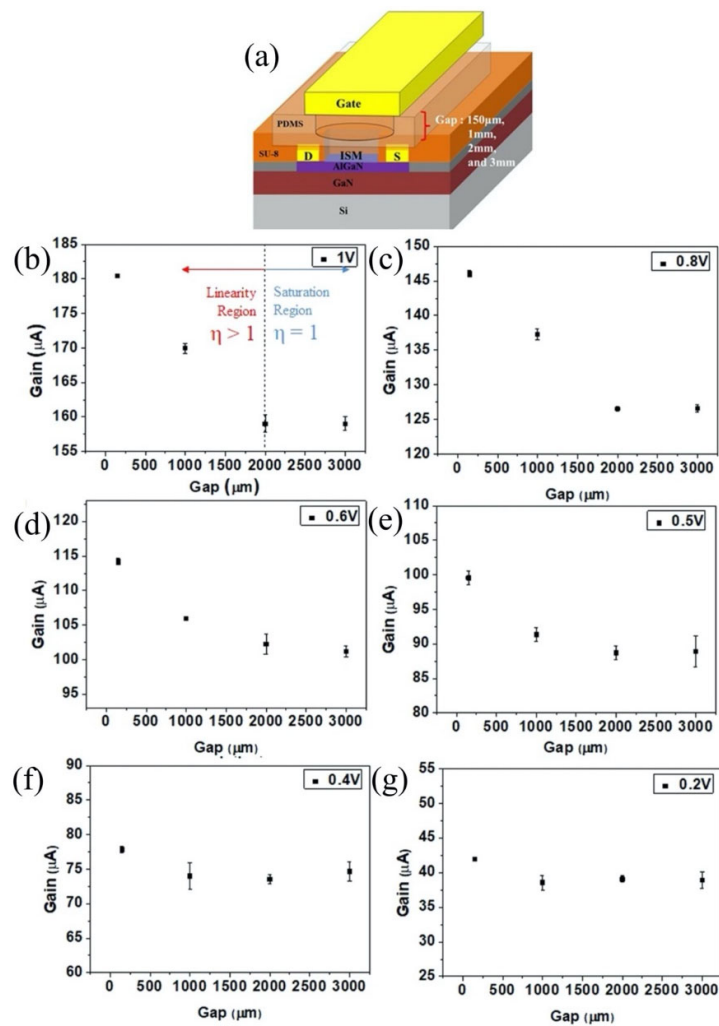 (a)
Gate
PDMS
Gap : 150μm,
1mm,
2mm,
and 3mm
SU-8
D
ISM
S
AlGaN
GaN
Si
(b)
1V
Linearity
Region
η > 1
Saturation
Region
η = 1
Gain (μA)
185
180
175
170
165
160
155
0 500 1000 1500 2000 2500 3000
Gap (μm)
(c)
0.8V
Gain (μA)
150
145
140
135
130
125
120
0 500 1000 1500 2000 2500 3000
Gap (μm)
(d)
0.6V
Gain (μA)
120
115
110
105
100
95
0 500 1000 1500 2000 2500 3000
Gap (μm)
(e)
0.5V
Gain (μA)
110
105
100
95
90
85
80
0 500 1000 1500 2000 2500 3000
Gap (μm)
(f)
0.4V
Gain (μA)
90
85
80
75
70
65
60
0 500 1000 1500 2000 2500 3000
Gap (μm)
(g)
0.2V
Gain (μA)
55
50
45
40
35
30
25
0 500 1000 1500 2000 2500 3000
Gap (μm)